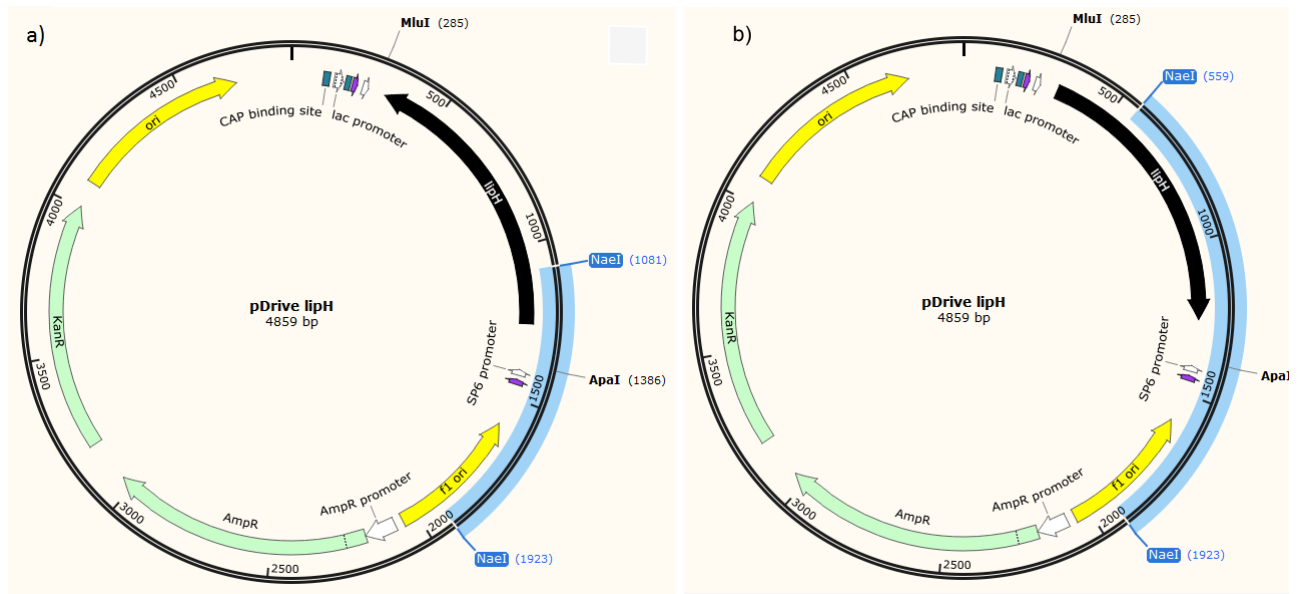 a)
MluI (285)
4500
500
ori
CAP binding site
lac promoter
lipH
4000
1000
NaeI (1081)
pDrive lipH
4859 bp
KanR
SP6 promoter
ApaI (1386)
3500
1500
f1 ori
AmpR promoter
AmpR
3000
2000
NaeI (1923)
2500
b)
MluI (285)
NaeI (559)
4500
500
ori
CAP binding site
lac promoter
lipH
4000
1000
pDrive lipH
4859 bp
KanR
SP6 promoter
ApaI
3500
1500
f1 ori
AmpR promoter
AmpR
3000
2000
NaeI (1923)
2500